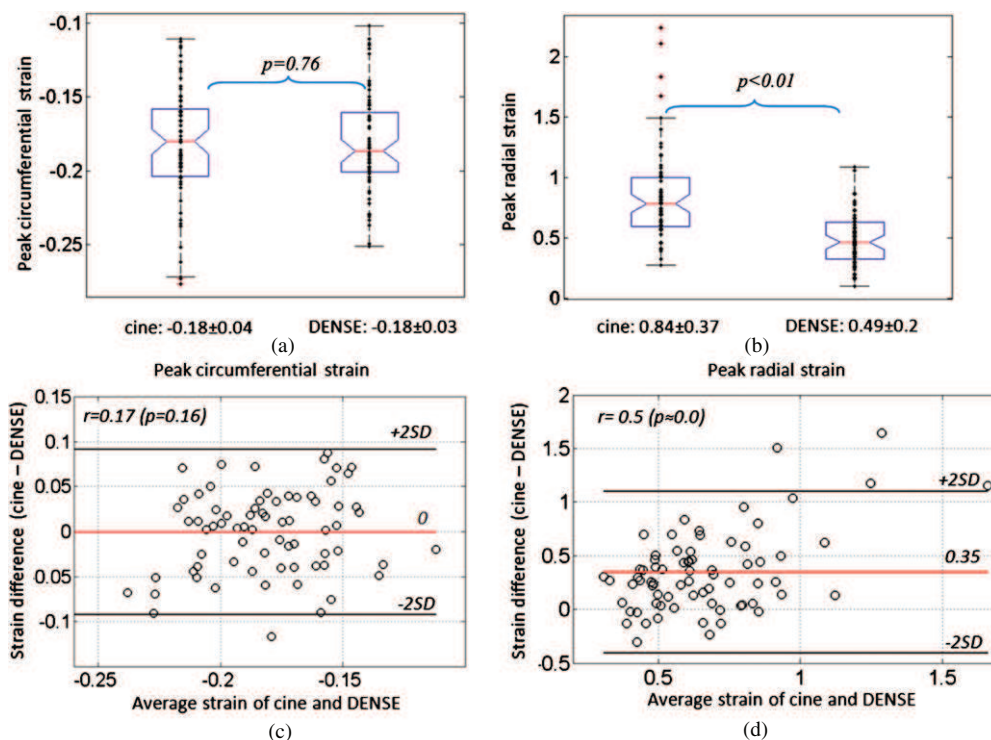 -0.1
-0.15
-0.2
-0.25
Peak circumferential strain
p=0.76
cine: -0.18±0.04
DENSE: -0.18±0.03
(a)
2
1.5
1
0.5
0
Peak radial strain
p<0.01
cine: 0.84±0.37
DENSE: 0.49±0.2
(b)
Peak circumferential strain
0.15
0.1
0.05
0
0.05
-0.1
Strain difference (cine – DENSE)
r=0.17 (p=0.16)
+2SD
0
-2SD
-0.25
-0.2
-0.15
Average strain of cine and DENSE
(c)
Peak radial strain
2
1.5
1
0.5
0
-0.5
Strain difference (cine – DENSE)
r= 0.5 (p≈0.0)
+2SD
0.35
-2SD
0.5
1
1.5
Average strain of cine and DENSE
(d)